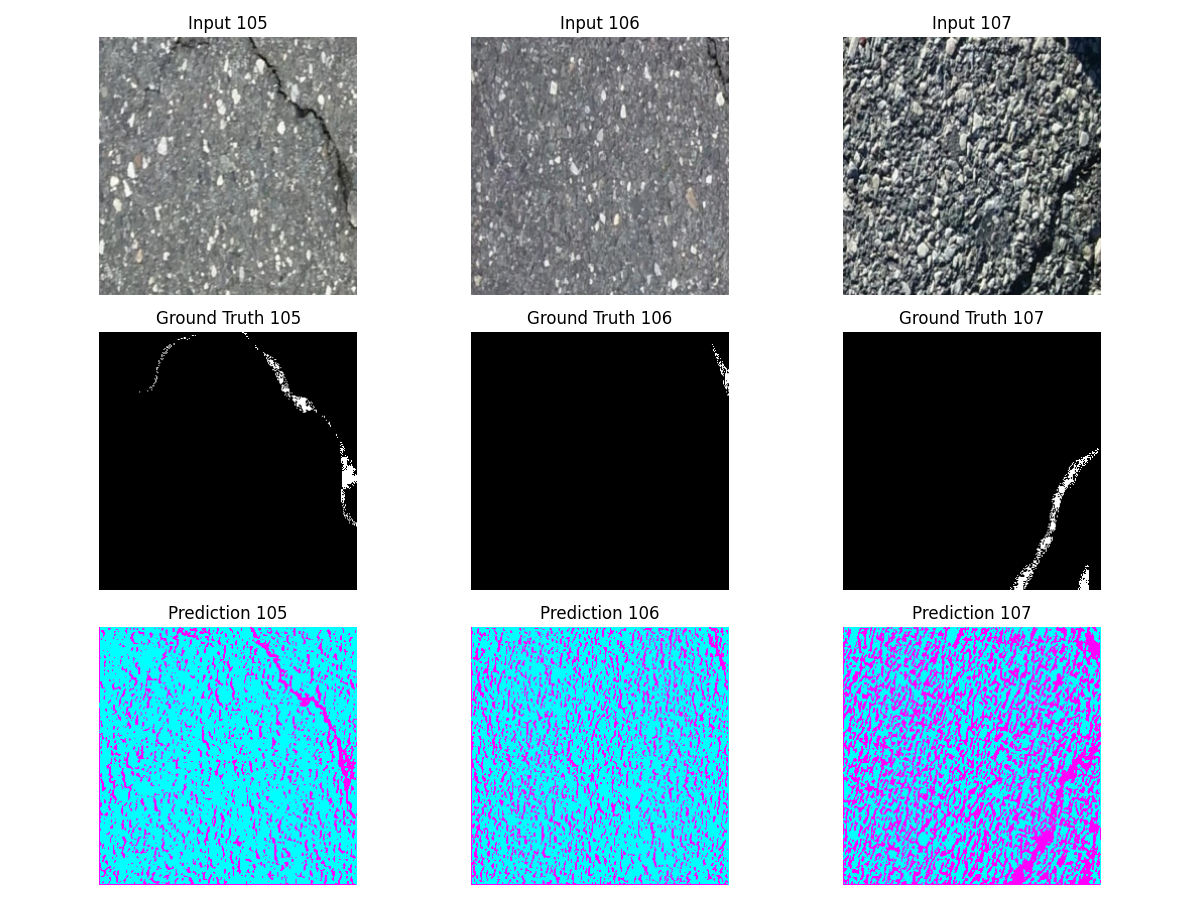 Input 105
Input 106
Input 107
Ground Truth 105
Ground Truth 106
Ground Truth 107
Prediction 105
Prediction 106
Prediction 107